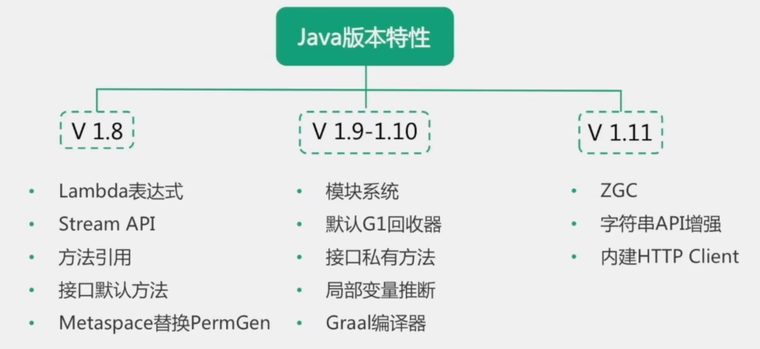 Java版本特性
V 1.8
Lambda表达式
Stream API
方法引用
接口默认方法
Metaspace替换PermGen
V 1.9-1.10
模块系统
默认G1回收器
接口私有方法
局部变量推断
Graal编译器
V 1.11
ZGC
字符串API增强
内建HTTP Client